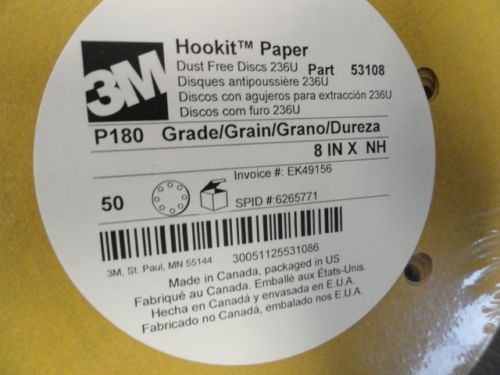 3M
Hookit™ Paper
Dust Free Discs 236U Part 53108
Disques antipoussière 236U
Discos con agujeros para extracción 236U
Discos com furo 236U
P180 Grade/Grain/Grano/Dureza
8 IN X NH
Invoice #: EK49156
50
SPID #:6265771
30051125531086
3M, St. Paul, MN 55144
Made in Canada, packaged in US
Fabriqué au Canada. Emballé aux États-Unis.
Hecho en Canadá y envasada en E.U.A.
Fabricado no Canadá, embalado nos E.U.A.